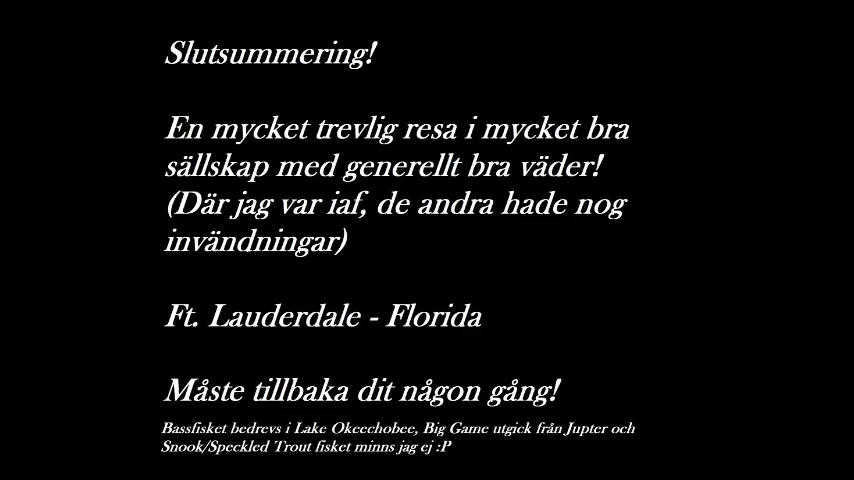 Slutsummering!
En mycket trevlig resa i mycket bra
sällskap med generellt bra väder!
(Där jag var iaf, de andra hade nog
invändningar)
Ft. Lauderdale - Florida
Måste tillbaka dit någon gång!
Bassfisket bedrevs i Lake Okeechobee, Big Game utgick från Jupter och
Snook/Speckled Trout fisket minns jag ej :P